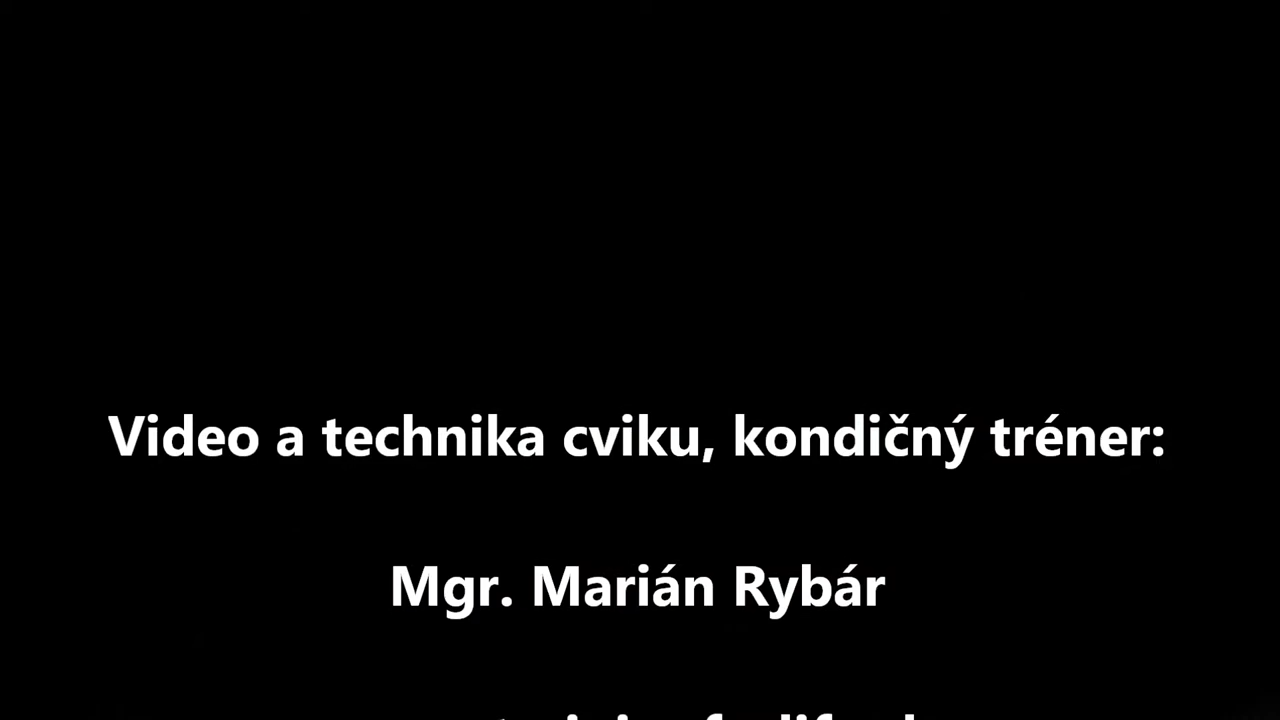 Video a technika cviku, kondičný tréner:
Mgr. Marián Rybár